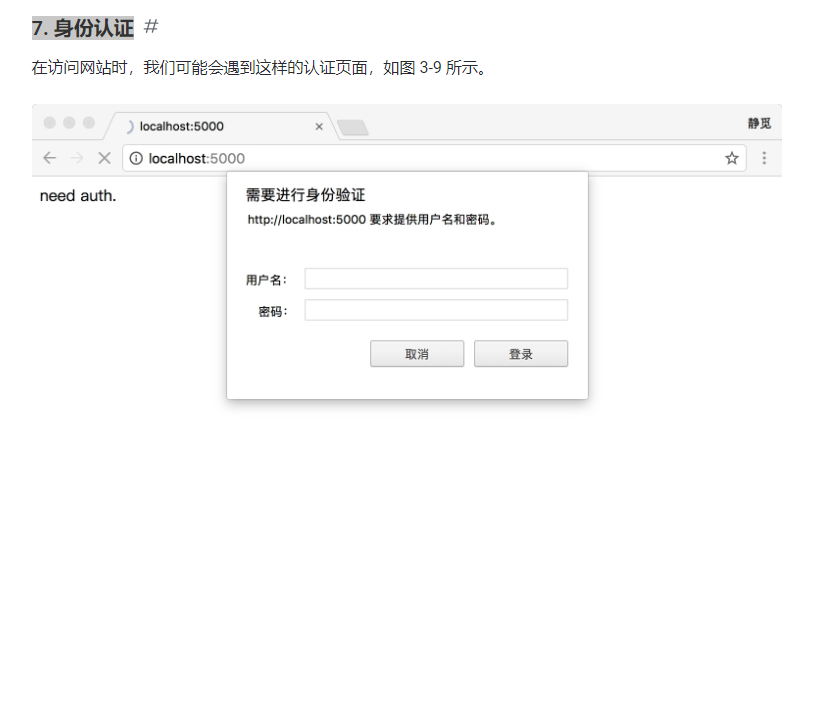 7. 身份认证 #
在访问网站时，我们可能会遇到这样的认证页面，如图 3-9 所示。
localhost:5000 ×
静觅
localhost:5000
need auth.
需要进行身份验证
http://localhost:5000 要求提供用户名和密码。
用户名：
密码：
取消 登录